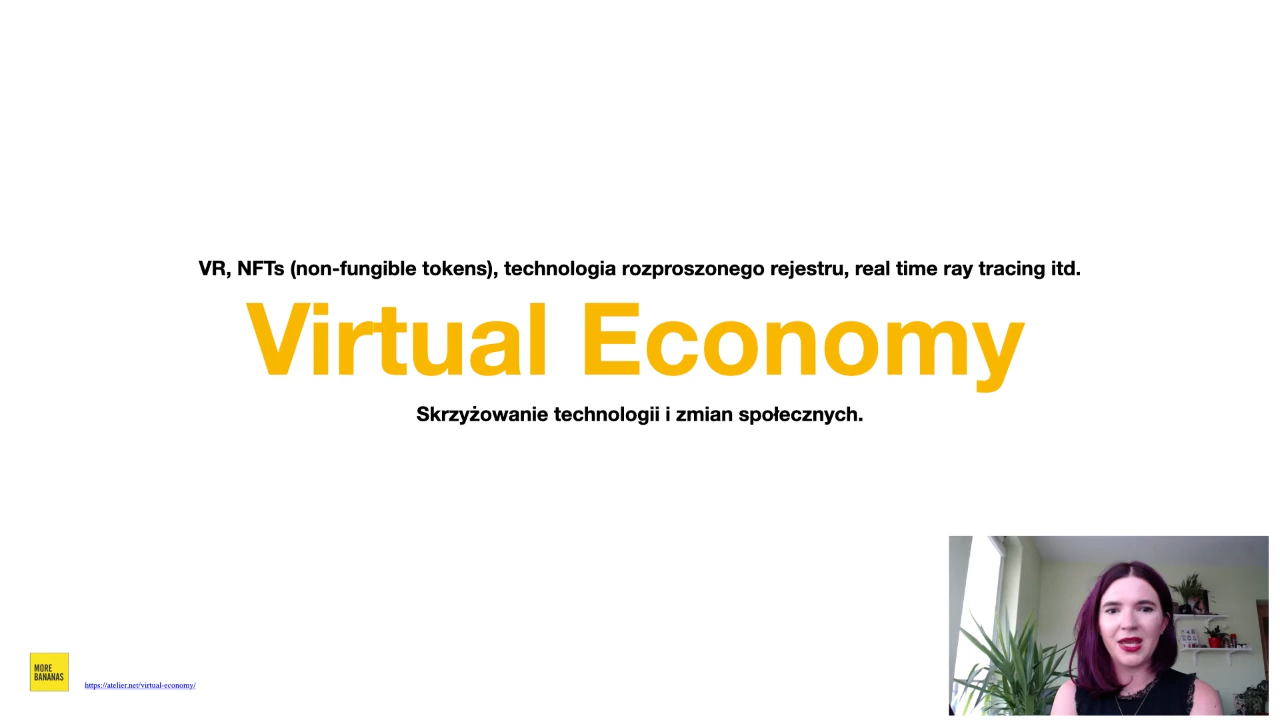 VR, NFTs (non-fungible tokens), technologia rozproszonego rejestru, real time ray tracing itd.
Virtual Economy
Skrzyżowanie technologii i zmian społecznych.
MORE
BANANAS
https://atelier.net/virtual-economy/